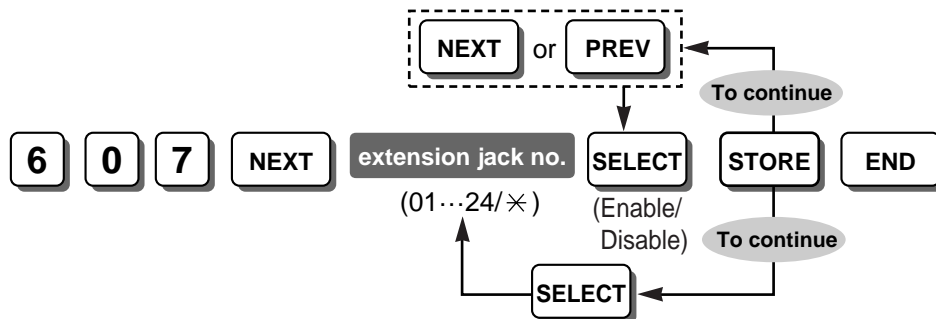 NEXT or PREV
To continue
6 0 7 NEXT extension jack no. SELECT STORE END
(01···24/✳)
(Enable/
Disable)
To continue
SELECT